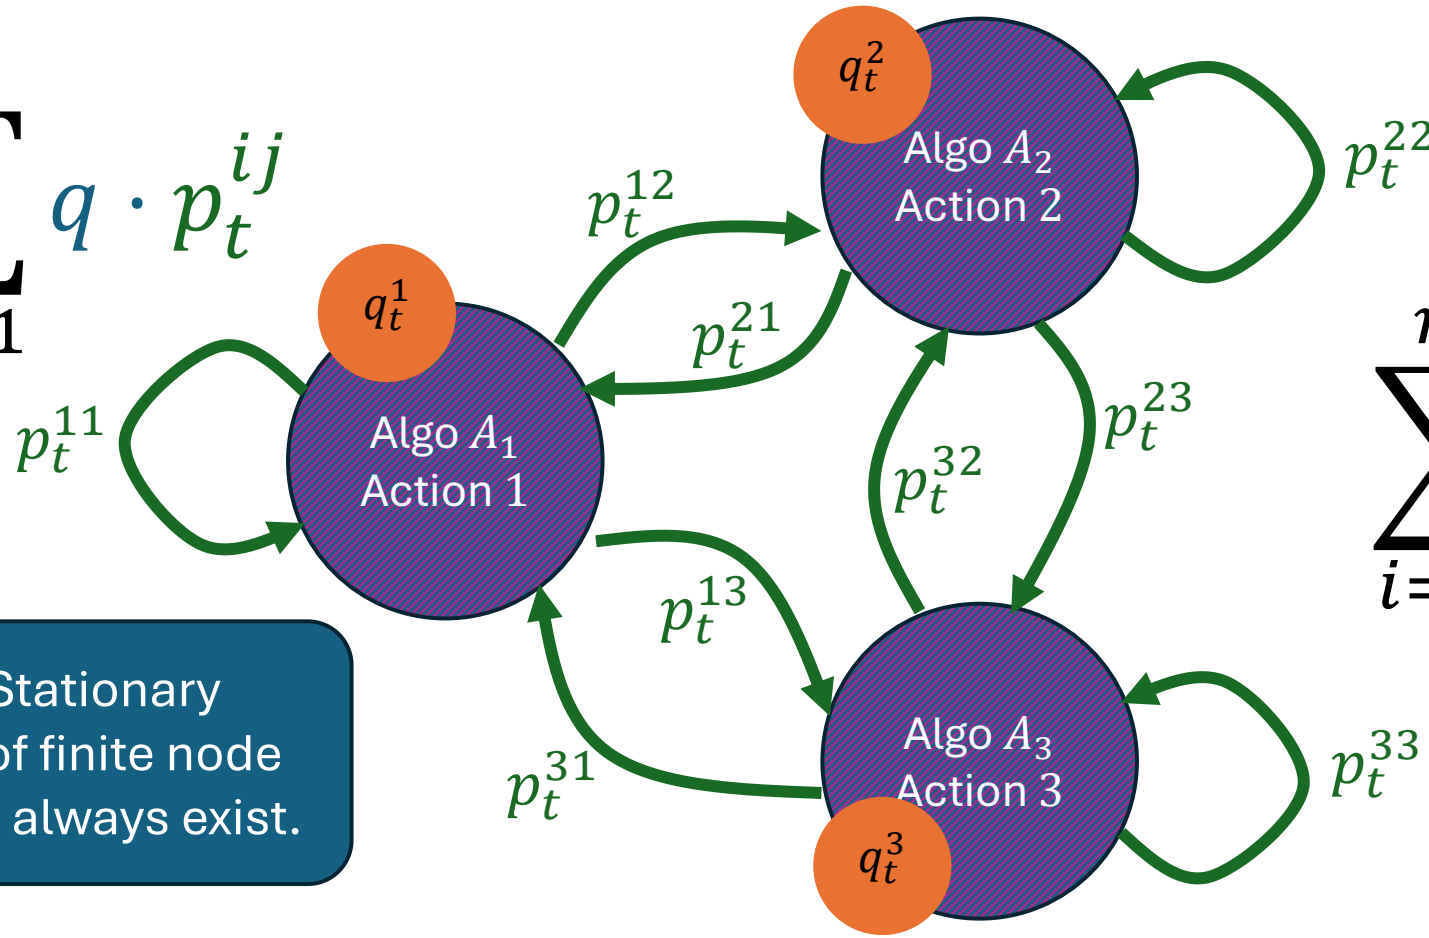 q · p_t^{ij}
1
q_t^1
Algo A_1
Action 1
p_t^{11}
p_t^{12}
p_t^{21}
q_t^2
Algo A_2
Action 2
p_t^{22}
p_t^{23}
p_t^{32}
p_t^{13}
p_t^{31}
Algo A_3
Action 3
q_t^3
p_t^{33}
∑
i=
Stationary
of finite node
always exist.